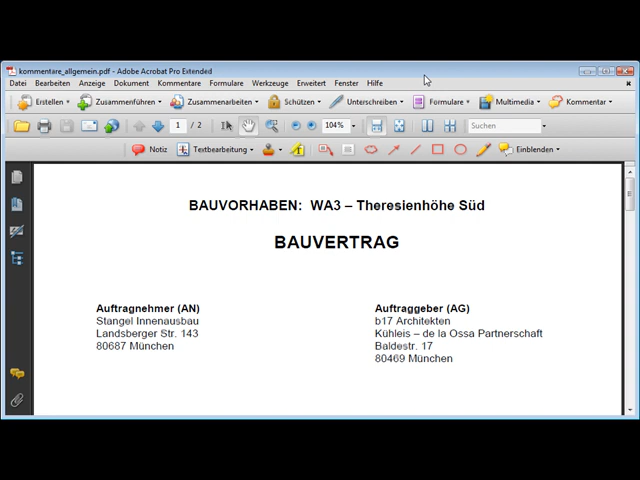 kommentare_allgemein.pdf - Adobe Acrobat Pro Extended
Datei Bearbeiten Anzeige Dokument Kommentare Formulare Werkzeuge Erweitert Fenster Hilfe
Erstellen Zusammenführen Zusammenarbeiten Schützen Unterschreiben Formulare Multimedia Kommentar
1 / 2 104% Suchen
Notiz Textbearbeitung Einblenden
BAUVORHABEN: WA3 – Theresienhöhe Süd
BAUVERTRAG
Auftragnehmer (AN)
Stangel Innenausbau
Landsberger Str. 143
80687 München
Auftraggeber (AG)
b17 Architekten
Kühleis – de la Ossa Partnerschaft
Baldestr. 17
80469 München